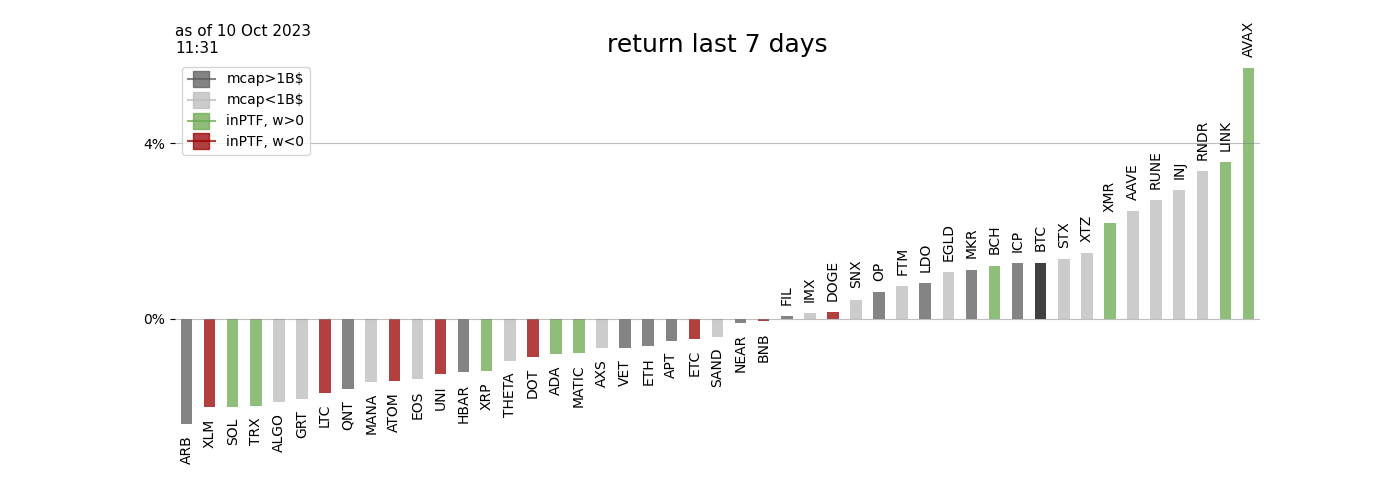 as of 10 Oct 2023
11:31
return last 7 days
mcap>1B$
mcap<1B$
inPTF, w>0
inPTF, w<0
4%
0%
ARB
XLM
SOL
TRX
ALGO
GRT
LTC
QNT
MANA
ATOM
EOS
UNI
HBAR
XRP
THETA
DOT
ADA
MATIC
AXS
VET
ETH
APT
ETC
SAND
NEAR
BNB
FIL
IMX
DOGE
SNX
OP
FTM
LDO
EGLD
MKR
BCH
ICP
BTC
STX
XTZ
XMR
AAVE
RUNE
INJ
RNDR
LINK
AVAX